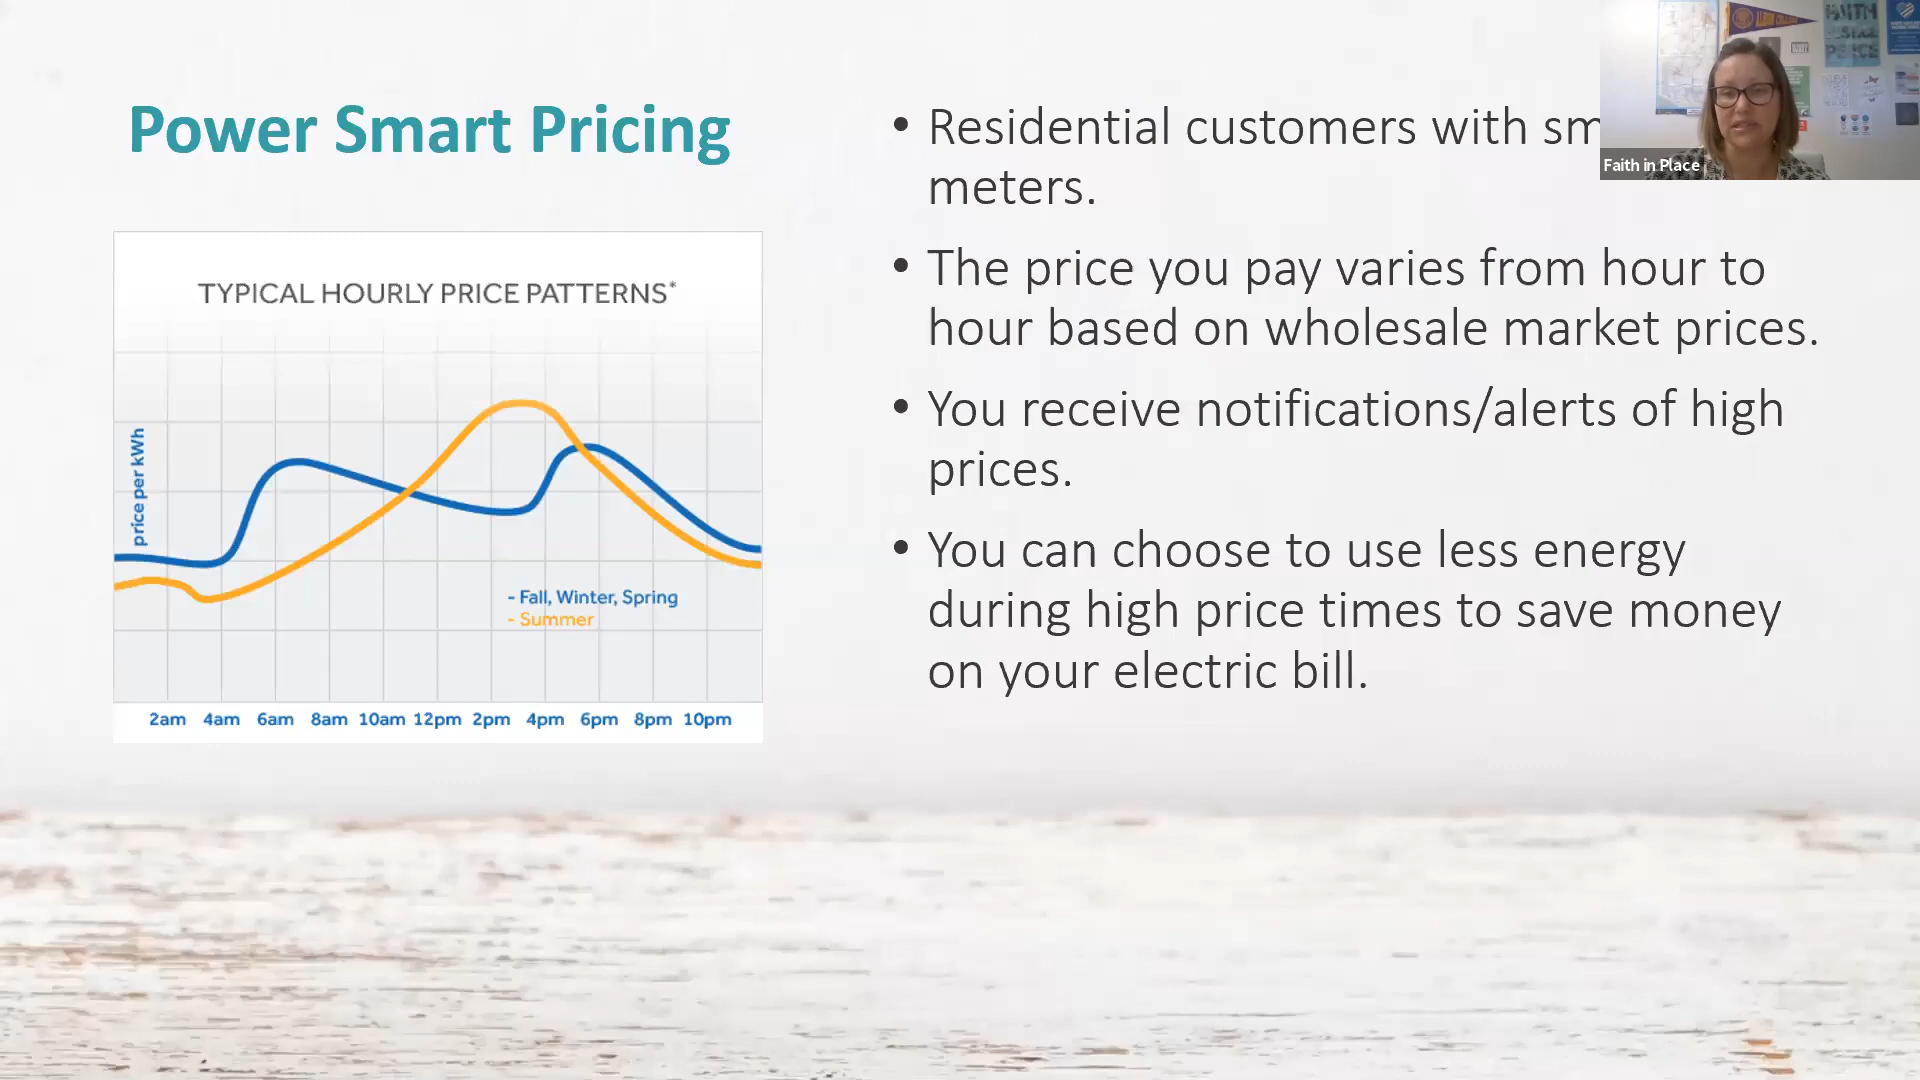 Power Smart Pricing
TYPICAL HOURLY PRICE PATTERNS*
price per kWh
- Fall, Winter, Spring
- Summer
2am 4am 6am 8am 10am 12pm 2pm 4pm 6pm 8pm 10pm
• Residential customers with sm
meters.
• The price you pay varies from hour to
hour based on wholesale market prices.
• You receive notifications/alerts of high
prices.
• You can choose to use less energy
during high price times to save money
on your electric bill.
Faith in Place